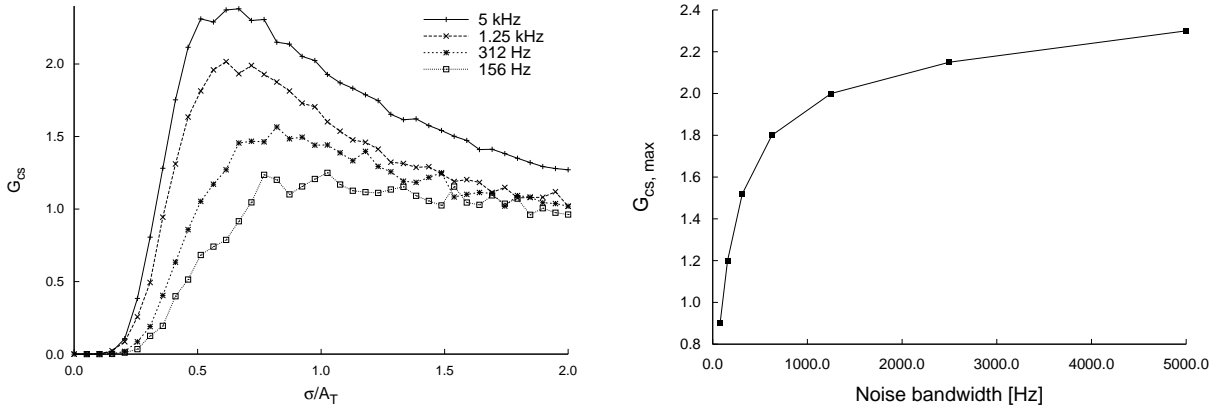 5 kHz
1.25 kHz
312 Hz
156 Hz
G_cs
2.0
1.5
1.0
0.5
0.0
0.0 0.5 1.0 1.5 2.0
σ/A_T
G_cs, max
2.4
2.2
2.0
1.8
1.6
1.4
1.2
1.0
0.8
0.0 1000.0 2000.0 3000.0 4000.0 5000.0
Noise bandwidth [Hz]